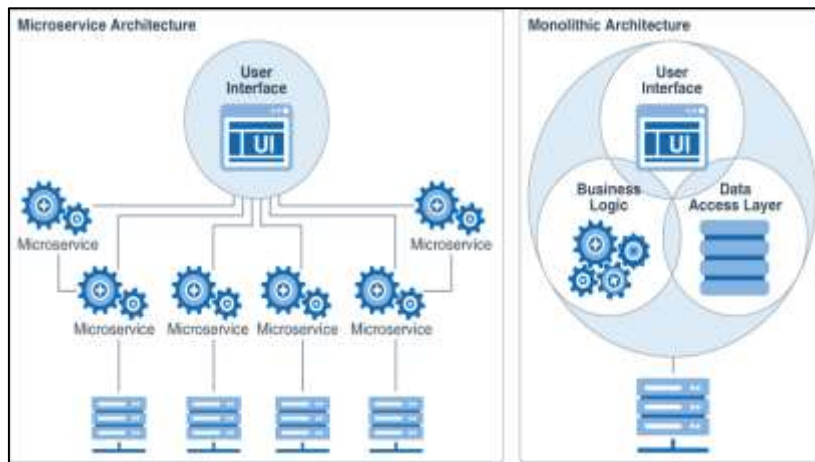 Microservice Architecture
User
Interface
UI
Microservice
Microservice
Microservice
Microservice
Microservice
Microservice
Monolithic Architecture
User
Interface
UI
Business
Logic
Data
Access Layer